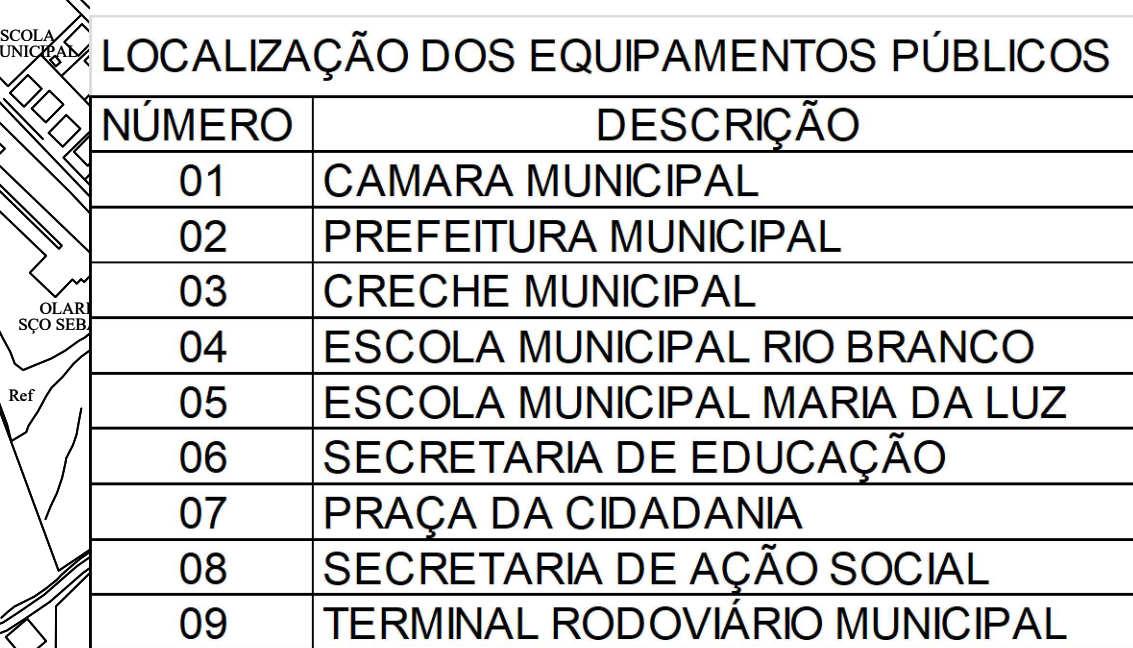 SCOLA
UNICIPAL
OLARI
SÇO SEB
Ref
LOCALIZAÇÃO DOS EQUIPAMENTOS PÚBLICOS
NÚMERO DESCRIÇÃO
01 CAMARA MUNICIPAL
02 PREFEITURA MUNICIPAL
03 CRECHE MUNICIPAL
04 ESCOLA MUNICIPAL RIO BRANCO
05 ESCOLA MUNICIPAL MARIA DA LUZ
06 SECRETARIA DE EDUCAÇÃO
07 PRAÇA DA CIDADANIA
08 SECRETARIA DE AÇÃO SOCIAL
09 TERMINAL RODOVIÁRIO MUNICIPAL